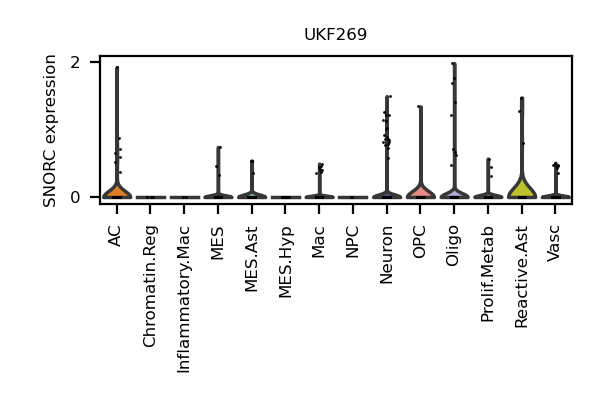 UKF269
SNORC expression
2
0
AC
Chromatin.Reg
Inflammatory.Mac
MES
MES.Ast
MES.Hyp
Mac
NPC
Neuron
OPC
Oligo
Prolif.Metab
Reactive.Ast
Vasc